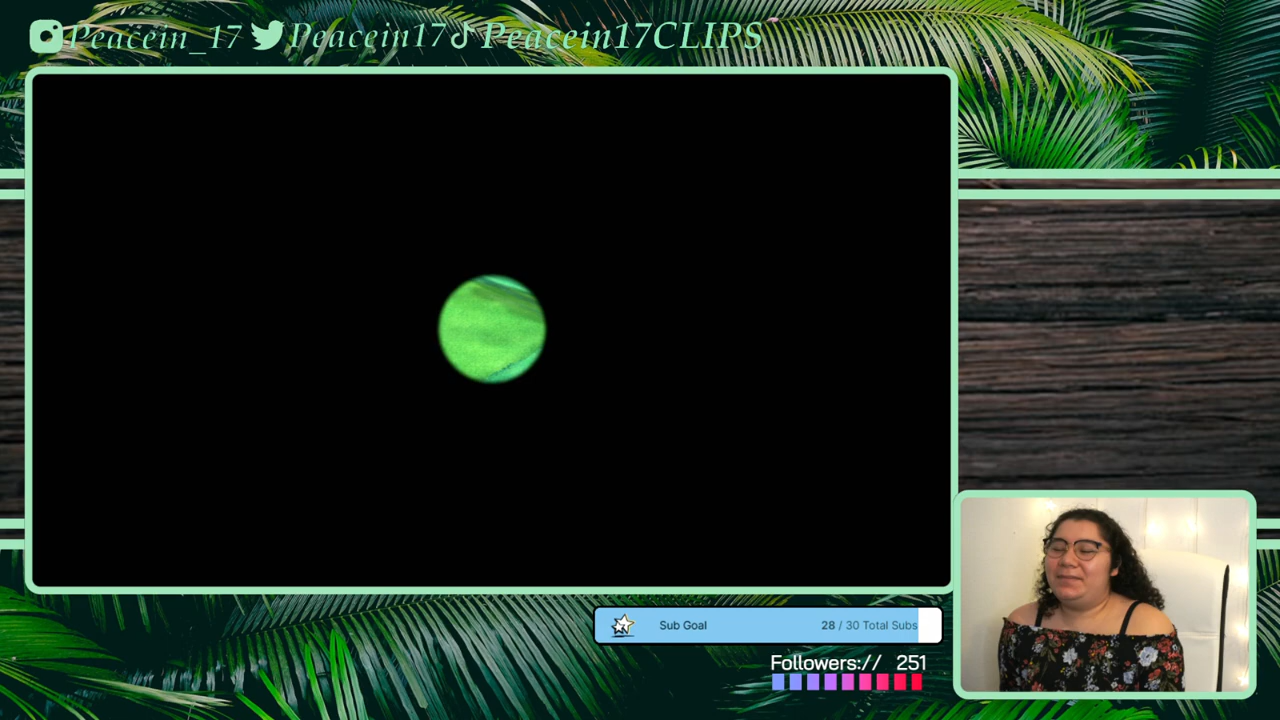 Peacein_17 Peacein17 Peacein17CLIPS
Sub Goal 28 / 30 Total Subs
Followers:// 251